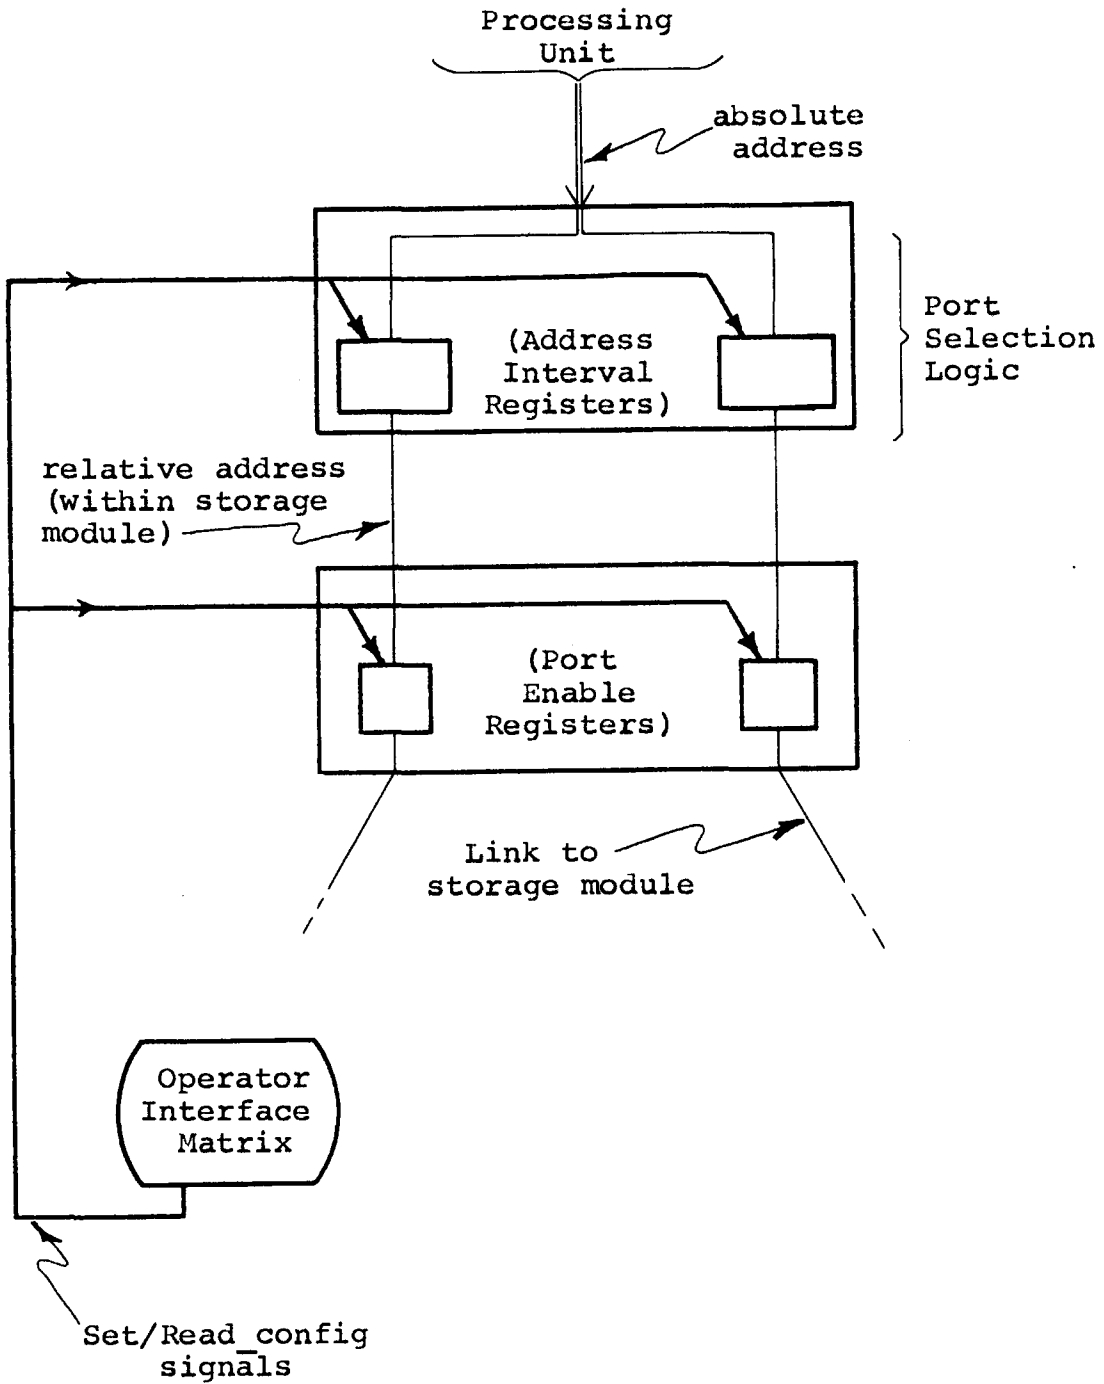 Processing
Unit
absolute
address
Port
Selection
Logic
(Address
Interval
Registers)
relative address
(within storage
module)
(Port
Enable
Registers)
Link to
storage module
Operator
Interface
Matrix
Set/Read_config
signals